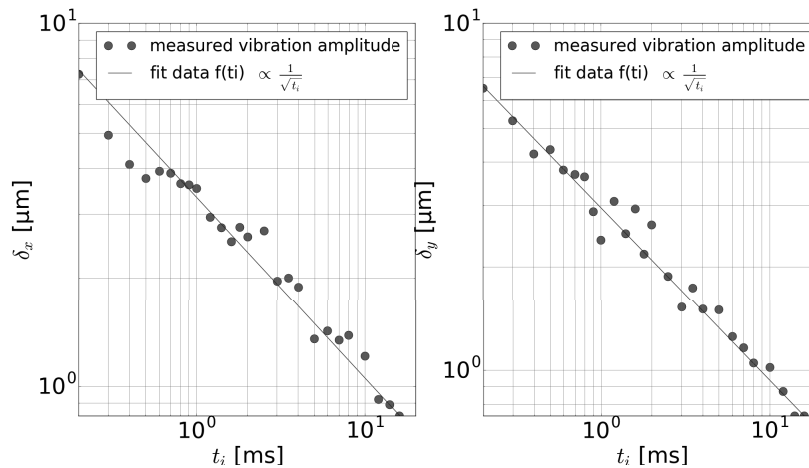 10¹
measured vibration amplitude
fit data f(ti) ∝ 1/√tᵢ
δₓ [µm]
10⁰
10⁰
10¹
tᵢ [ms]
10¹
measured vibration amplitude
fit data f(ti) ∝ 1/√tᵢ
δᵧ [µm]
10⁰
10⁰
10¹
tᵢ [ms]